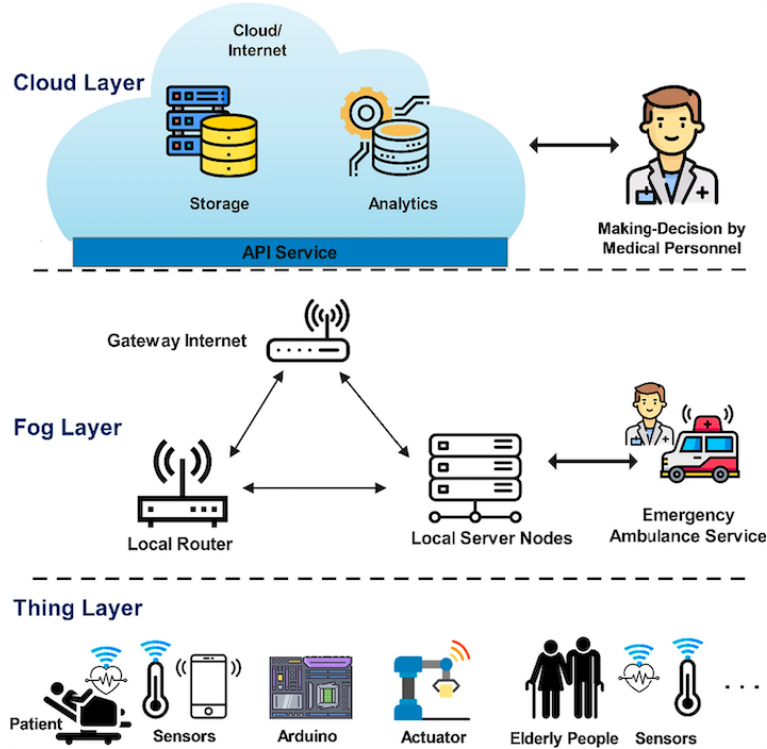 Cloud/
Internet
Cloud Layer
Storage
Analytics
Making-Decision by
Medical Personnel
API Service
Gateway Internet
Fog Layer
Local Router
Local Server Nodes
Emergency
Ambulance Service
Thing Layer
Patient
Sensors
Arduino
Actuator
Elderly People
Sensors
...